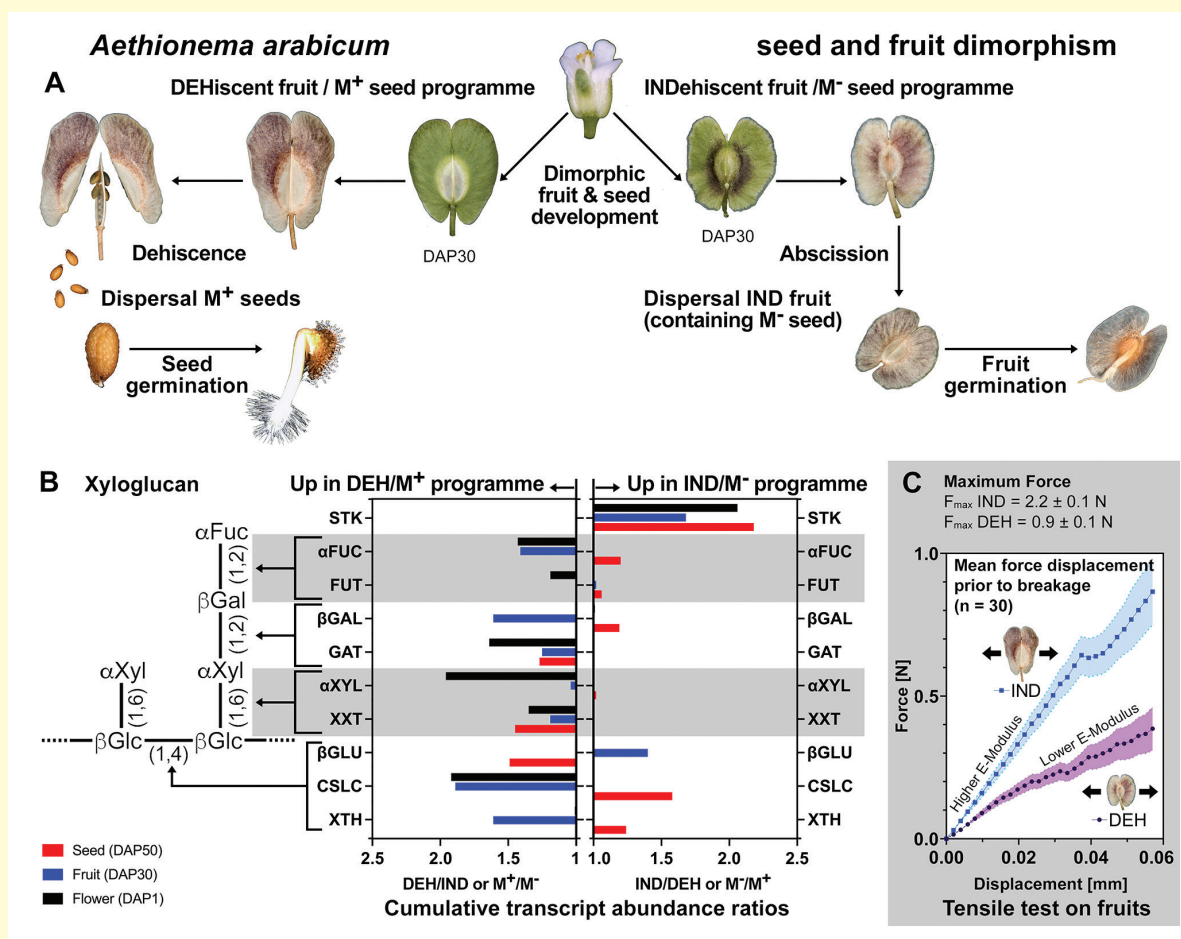 Aethionema arabicum
seed and fruit dimorphism
A
DEHiscent fruit / M+ seed programme
INDehiscent fruit /M- seed programme
Dimorphic
fruit & seed
development
DAP30
DAP30
Dehiscence
Abscission
Dispersal M+ seeds
Dispersal IND fruit
(containing M- seed)
Seed
germination
Fruit
germination
B
Xyloglucan
Up in DEH/M+ programme
Up in IND/M- programme
αFuc
(1,2)
βGal
(1,2)
αXyl
αXyl
(1,6)
(1,6)
βGlc
(1,4)
βGlc
STK
αFUC
FUT
βGAL
GAT
αXYL
XXT
βGLU
CSLC
XTH
STK
αFUC
FUT
βGAL
GAT
αXYL
XXT
βGLU
CSLC
XTH
Seed (DAP50)
Fruit (DAP30)
Flower (DAP1)
2.5
2.0
1.5
1
1.0
1.5
2.0
2.5
DEH/IND or M+/M-
IND/DEH or M-/M+
Cumulative transcript abundance ratios
C
Maximum Force
Fmax IND = 2.2 ± 0.1 N
Fmax DEH = 0.9 ± 0.1 N
Mean force displacement
prior to breakage
(n = 30)
IND
Higher E-Modulus
Lower E-Modulus
DEH
Force [N]
1.0
0.5
0.0
0.00
0.02
0.04
0.06
Displacement [mm]
Tensile test on fruits